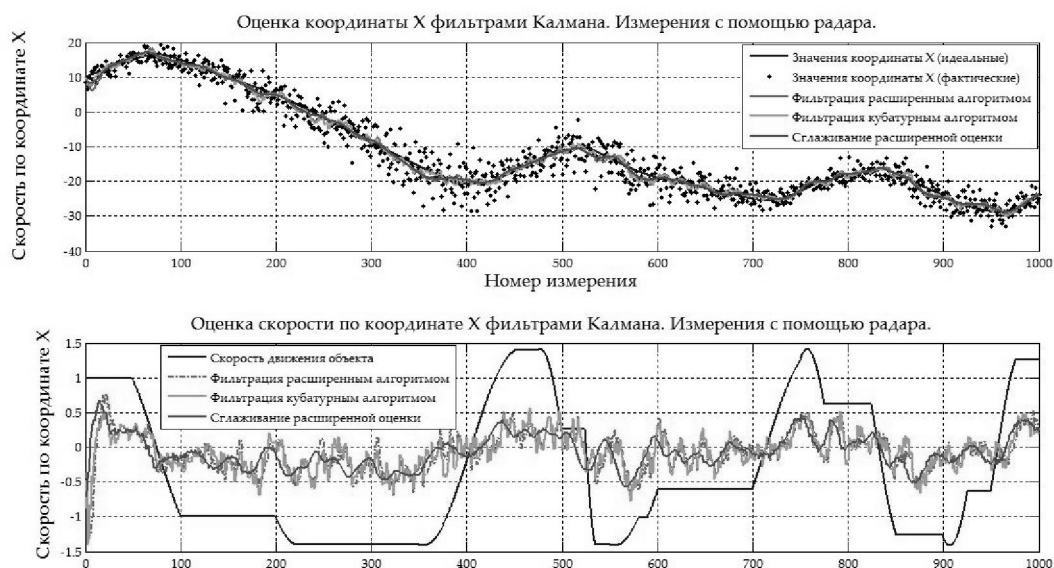 Оценка координаты X фильтрами Калмана. Измерения с помощью радара.
Скорость по координате X
20
10
0
-10
-20
-30
-40
Значения координаты X (идеальные)
Значения координаты X (фактические)
Фильтрация расширенным алгоритмом
Фильтрация кубатурным алгоритмом
Сглаживание расширенной оценки
0 100 200 300 400 500 600 700 800 900 1000
Номер измерения
Оценка скорости по координате X фильтрами Калмана. Измерения с помощью радара.
Скорость по координате X
1.5
1
0.5
0
-0.5
-1
-1.5
Скорость движения объекта
Фильтрация расширенным алгоритмом
Фильтрация кубатурным алгоритмом
Сглаживание расширенной оценки
0 100 200 300 400 500 600 700 800 900 1000